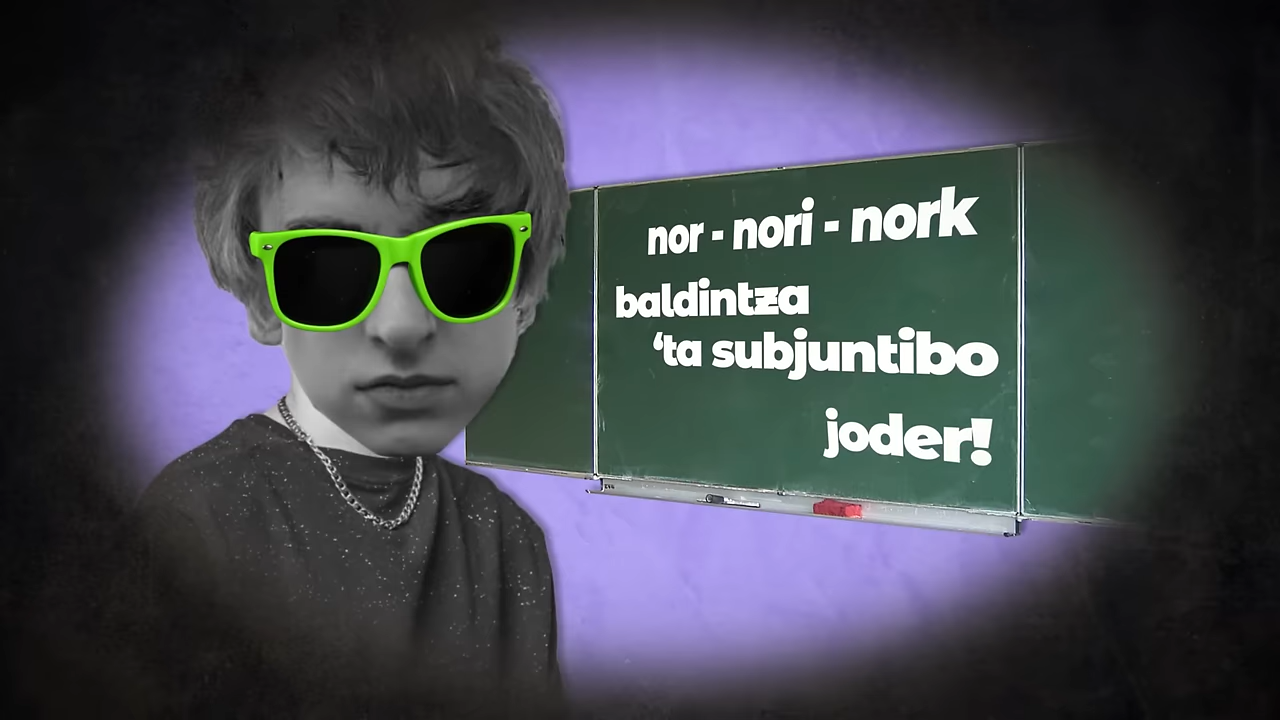 nor - nori - nork
baldintza
‘ta subjuntibo
joder!